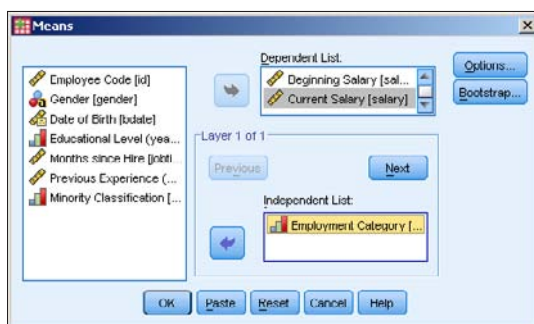 Means
Employee Code [id]
Gender [gender]
Date of Birth [bdate]
Educational Level (yea...
Months since Hire [jobti...
Previous Experience (...
Minority Classification [...
Dependent List:
Beginning Salary [sal...
Current Salary [salary]
Layer 1 of 1
Previous
Next
Independent List:
Employment Category [...
Options...
Bootstrap...
OK
Paste
Reset
Cancel
Help